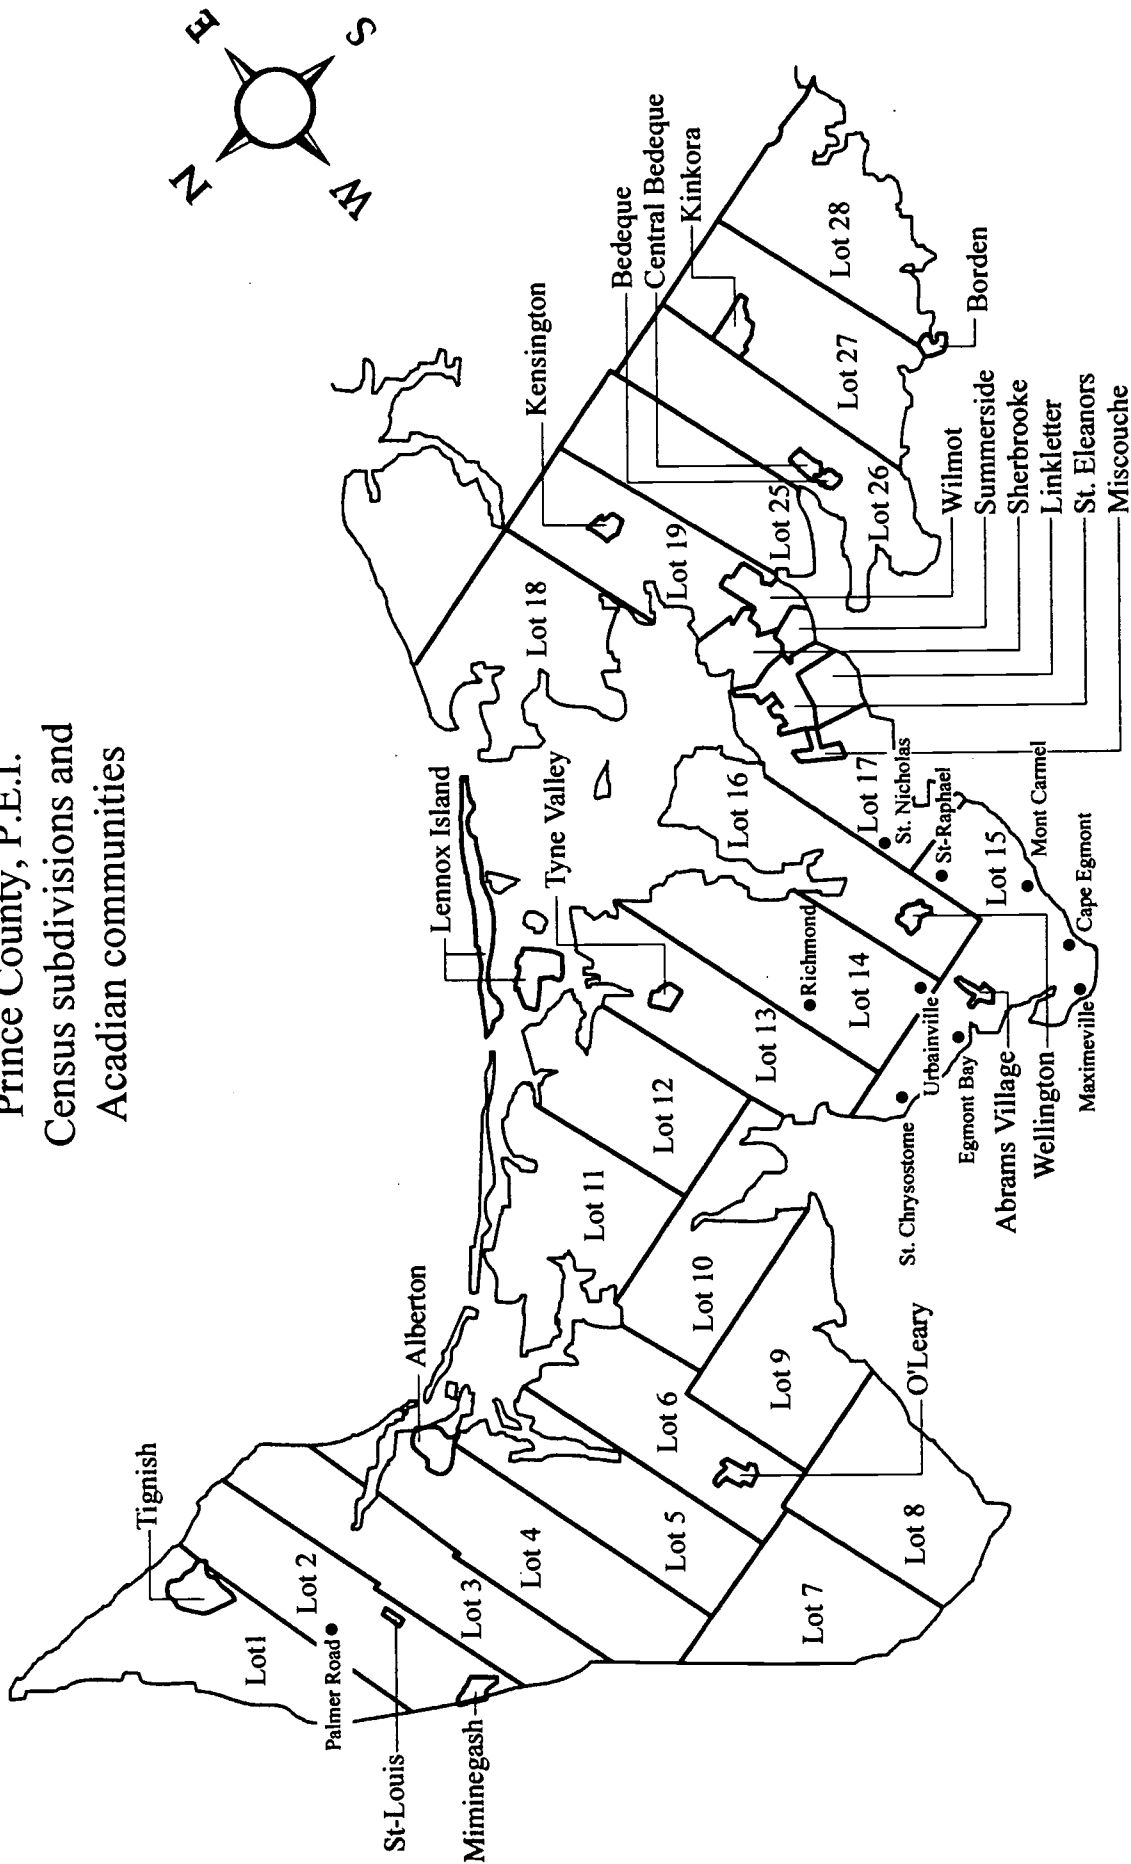 Prince County, P.E.I.
Census subdivisions and
Acadian communities
N
E
S
W
Tignish
Lot1
Lot 2
Palmer Road
St-Louis
Miminegash
Lot 3
Lot 4
Alberton
Lot 5
Lot 6
O'Leary
Lot 7
Lot 8
Lot 9
Lot 10
Lot 11
Lot 12
Lennox Island
Tyne Valley
Lot 13
Lot 14
Richmond
Lot 16
Urbainville
St. Chrysostome
Egmont Bay
Abrams Village
Wellington
Maximeville
Cape Egmont
Mont Carmel
Lot 15
St-Raphael
St. Nicholas
Lot 17
Lot 18
Lot 19
Kensington
Bedeque
Central Bedeque
Kinkora
Lot 25
Lot 26
Lot 27
Lot 28
Borden
Wilmot
Summerside
Sherbrooke
Linkletter
St. Eleanors
Miscouche